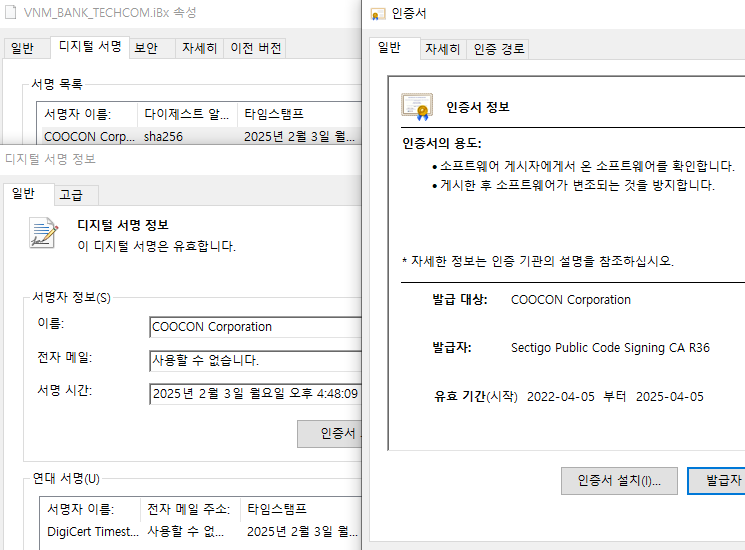 VNM_BANK_TECHCOM.iBx 속성
일반 디지털 서명 보안 자세히 이전 버전
서명 목록
서명자 이름: 다이제스트 알... 타임스탬프
COOCON Corp... sha256 2025년 2월 3일 월...
디지털 서명 정보
일반 고급
디지털 서명 정보
이 디지털 서명은 유효합니다.
서명자 정보(S)
이름: COOCON Corporation
전자 메일: 사용할 수 없습니다.
서명 시간: 2025년 2월 3일 월요일 오후 4:48:09
인증서
연대 서명(U)
서명자 이름: 전자 메일 주소: 타임스탬프
DigiCert Timest... 사용할 수 없... 2025년 2월 3일 월...
인증서
일반 자세히 인증 경로
인증서 정보
인증서의 용도:
• 소프트웨어 게시자에게서 온 소프트웨어를 확인합니다.
• 게시한 후 소프트웨어가 변조되는 것을 방지합니다.
* 자세한 정보는 인증 기관의 설명을 참조하십시오.
발급 대상: COOCON Corporation
발급자: Sectigo Public Code Signing CA R36
유효 기간(시작) 2022-04-05 부터 2025-04-05
인증서 설치(I)... 발급자